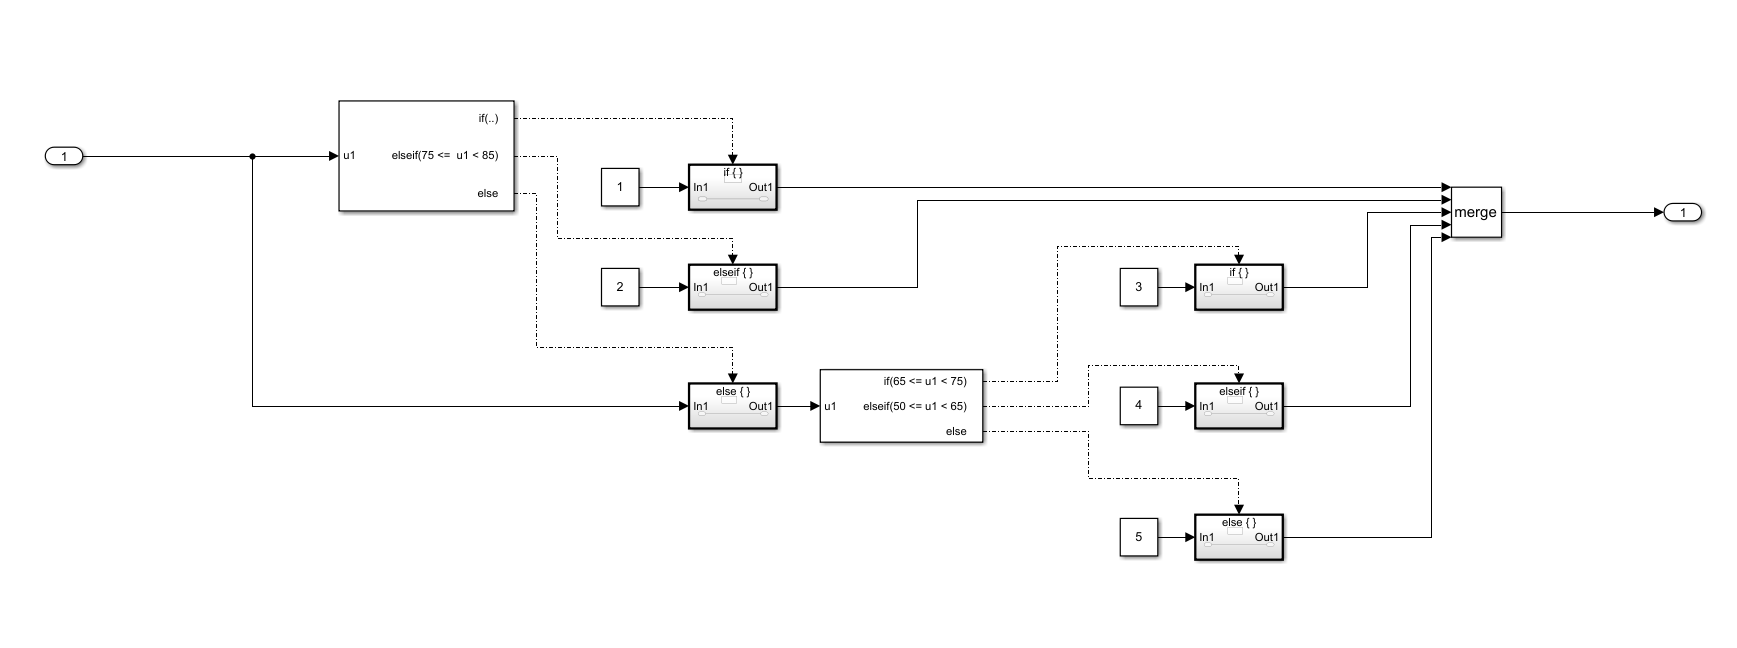 if(..)
1
u1
elseif(75 <=  u1 < 85)
else
1
if { }
In1
Out1
merge
1
2
elseif { }
In1
Out1
3
if { }
In1
Out1
else { }
In1
Out1
u1
if(65 <= u1 < 75)
elseif(50 <= u1 < 65)
else
4
elseif { }
In1
Out1
5
else { }
In1
Out1